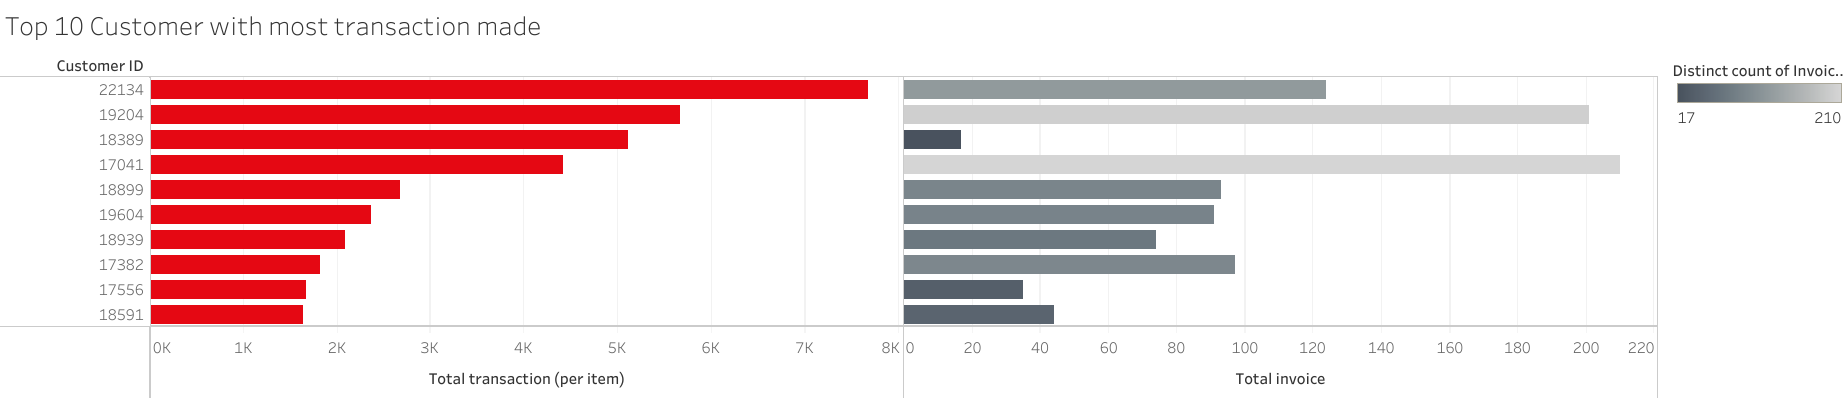 Top 10 Customer with most transaction made
Customer ID
Distinct count of Invoic..
17 210
22134
19204
18389
17041
18899
19604
18939
17382
17556
18591
0K 1K 2K 3K 4K 5K 6K 7K 8K 0 20 40 60 80 100 120 140 160 180 200 220
Total transaction (per item) Total invoice